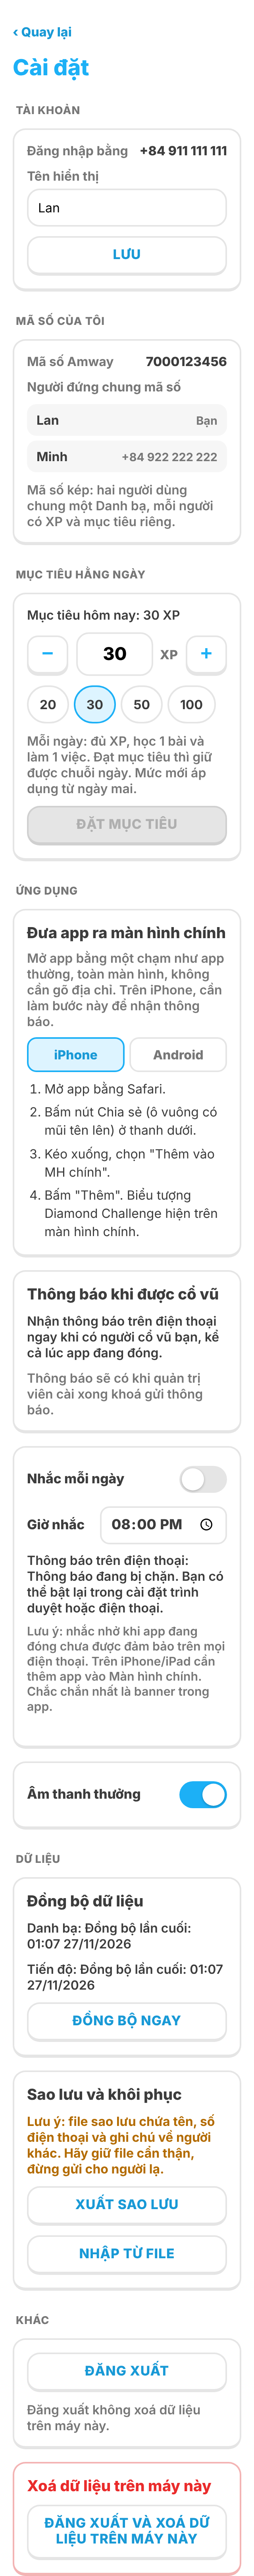 ‹ Quay lại
Cài đặt
TÀI KHOẢN
Đăng nhập bằng +84 911 111 111
Tên hiển thị
Lan
LƯU
MÃ SỐ CỦA TÔI
Mã số Amway 7000123456
Người đứng chung mã số
Lan Bạn
Minh +84 922 222 222
Mã số kép: hai người dùng
chung một Danh bạ, mỗi người
có XP và mục tiêu riêng.
MỤC TIÊU HẰNG NGÀY
Mục tiêu hôm nay: 30 XP
− 30 XP +
20 30 50 100
Mỗi ngày: đủ XP, học 1 bài và
làm 1 việc. Đạt mục tiêu thì giữ
được chuỗi ngày. Mức mới áp
dụng từ ngày mai.
ĐẶT MỤC TIÊU
ỨNG DỤNG
Đưa app ra màn hình chính
Mở app bằng một chạm như app
thường, toàn màn hình, không
cần gõ địa chỉ. Trên iPhone, cần
làm bước này để nhận thông
báo.
iPhone Android
1. Mở app bằng Safari.
2. Bấm nút Chia sẻ (ô vuông có
mũi tên lên) ở thanh dưới.
3. Kéo xuống, chọn "Thêm vào
MH chính".
4. Bấm "Thêm". Biểu tượng
Diamond Challenge hiện trên
màn hình chính.
Thông báo khi được cổ vũ
Nhận thông báo trên điện thoại
ngay khi có người cổ vũ bạn, kể
cả lúc app đang đóng.
Thông báo sẽ có khi quản trị
viên cài xong khoá gửi thông
báo.
Nhắc mỗi ngày
Giờ nhắc 08:00 PM
Thông báo trên điện thoại:
Thông báo đang bị chặn. Bạn có
thể bật lại trong cài đặt trình
duyệt hoặc điện thoại.
Lưu ý: nhắc nhở khi app đang
đóng chưa được đảm bảo trên mọi
điện thoại. Trên iPhone/iPad cần
thêm app vào Màn hình chính.
Chắc chắn nhất là banner trong
app.
Âm thanh thưởng
DỮ LIỆU
Đồng bộ dữ liệu
Danh bạ: Đồng bộ lần cuối:
01:07 27/11/2026
Tiến độ: Đồng bộ lần cuối: 01:07
27/11/2026
ĐỒNG BỘ NGAY
Sao lưu và khôi phục
Lưu ý: file sao lưu chứa tên, số
điện thoại và ghi chú về người
khác. Hãy giữ file cẩn thận,
đừng gửi cho người lạ.
XUẤT SAO LƯU
NHẬP TỪ FILE
KHÁC
ĐĂNG XUẤT
Đăng xuất không xoá dữ liệu
trên máy này.
Xoá dữ liệu trên máy này
ĐĂNG XUẤT VÀ XOÁ DỮ
LIỆU TRÊN MÁY NÀY